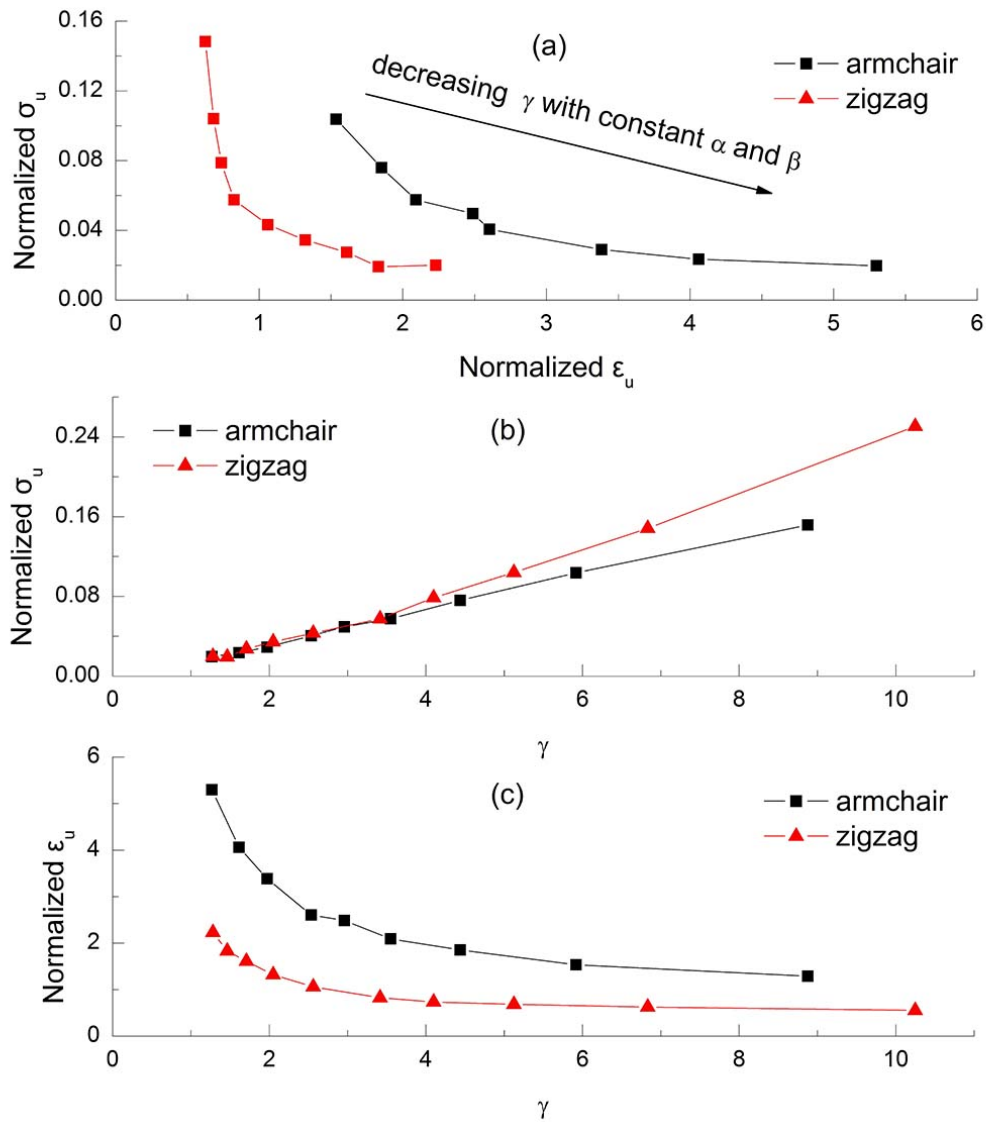 0.16
(a)
armchair
zigzag
decreasing γ with constant α and β
0.12
0.08
0.04
0.00
Normalized σu
0 1 2 3 4 5 6
Normalized εu
(b)
armchair
zigzag
0.24
0.16
0.08
0.00
Normalized σu
0 2 4 6 8 10
γ
6
(c)
armchair
zigzag
4
2
0
Normalized εu
0 2 4 6 8 10
γ